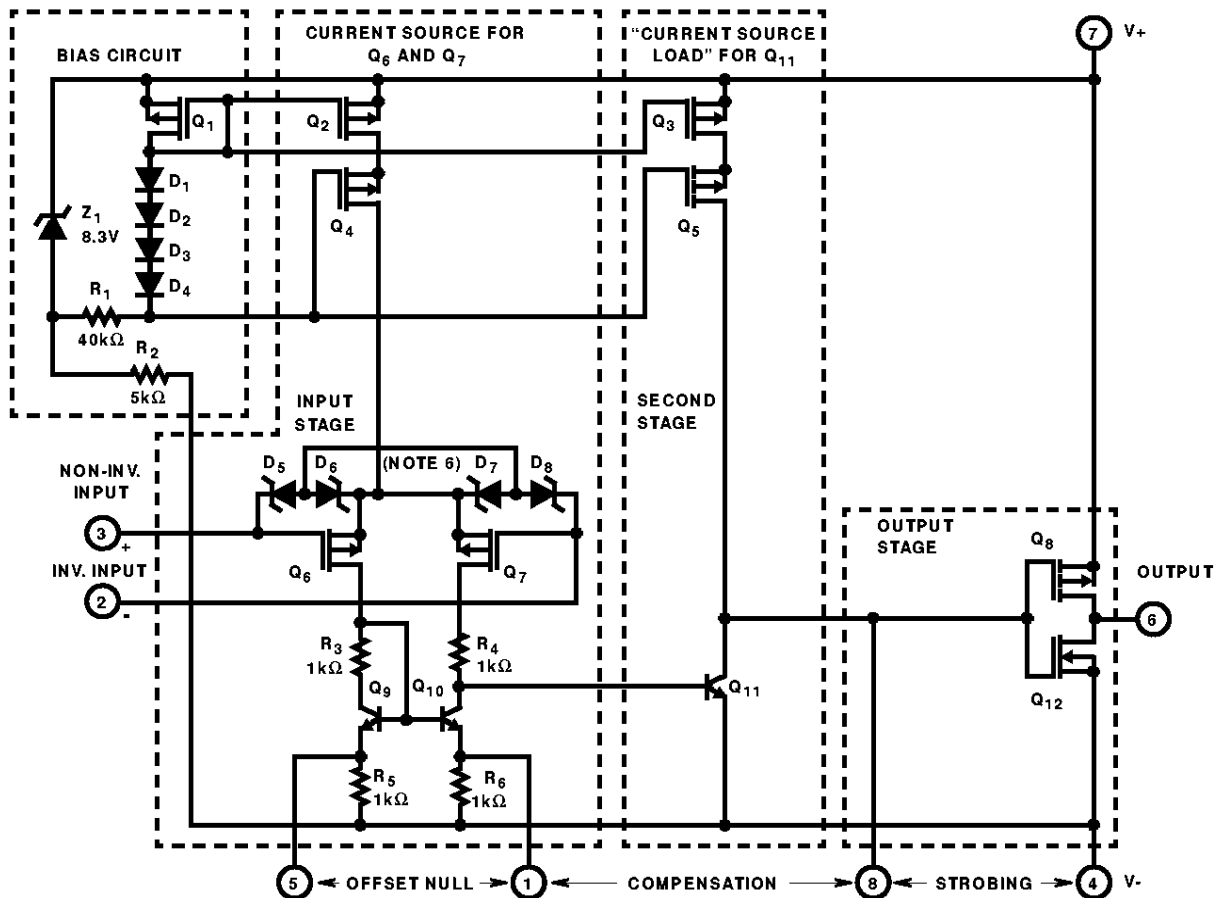 BIAS CIRCUIT
CURRENT SOURCE FOR
Q6 AND Q7
“CURRENT SOURCE
LOAD” FOR Q11
7 V+
Q1
Q2
Q3
D1
Z1
8.3V
D2
Q4
Q5
D3
D4
R1
40kΩ
R2
5kΩ
INPUT
STAGE
SECOND
STAGE
D5
D6
(NOTE 6)
D7
D8
NON-INV.
INPUT
3
+
INV. INPUT
2
-
Q6
Q7
OUTPUT
STAGE
Q8
OUTPUT
6
R3
1kΩ
R4
1kΩ
Q9
Q10
Q11
Q12
R5
1kΩ
R6
1kΩ
5 OFFSET NULL 1 COMPENSATION 8 STROBING 4 V-